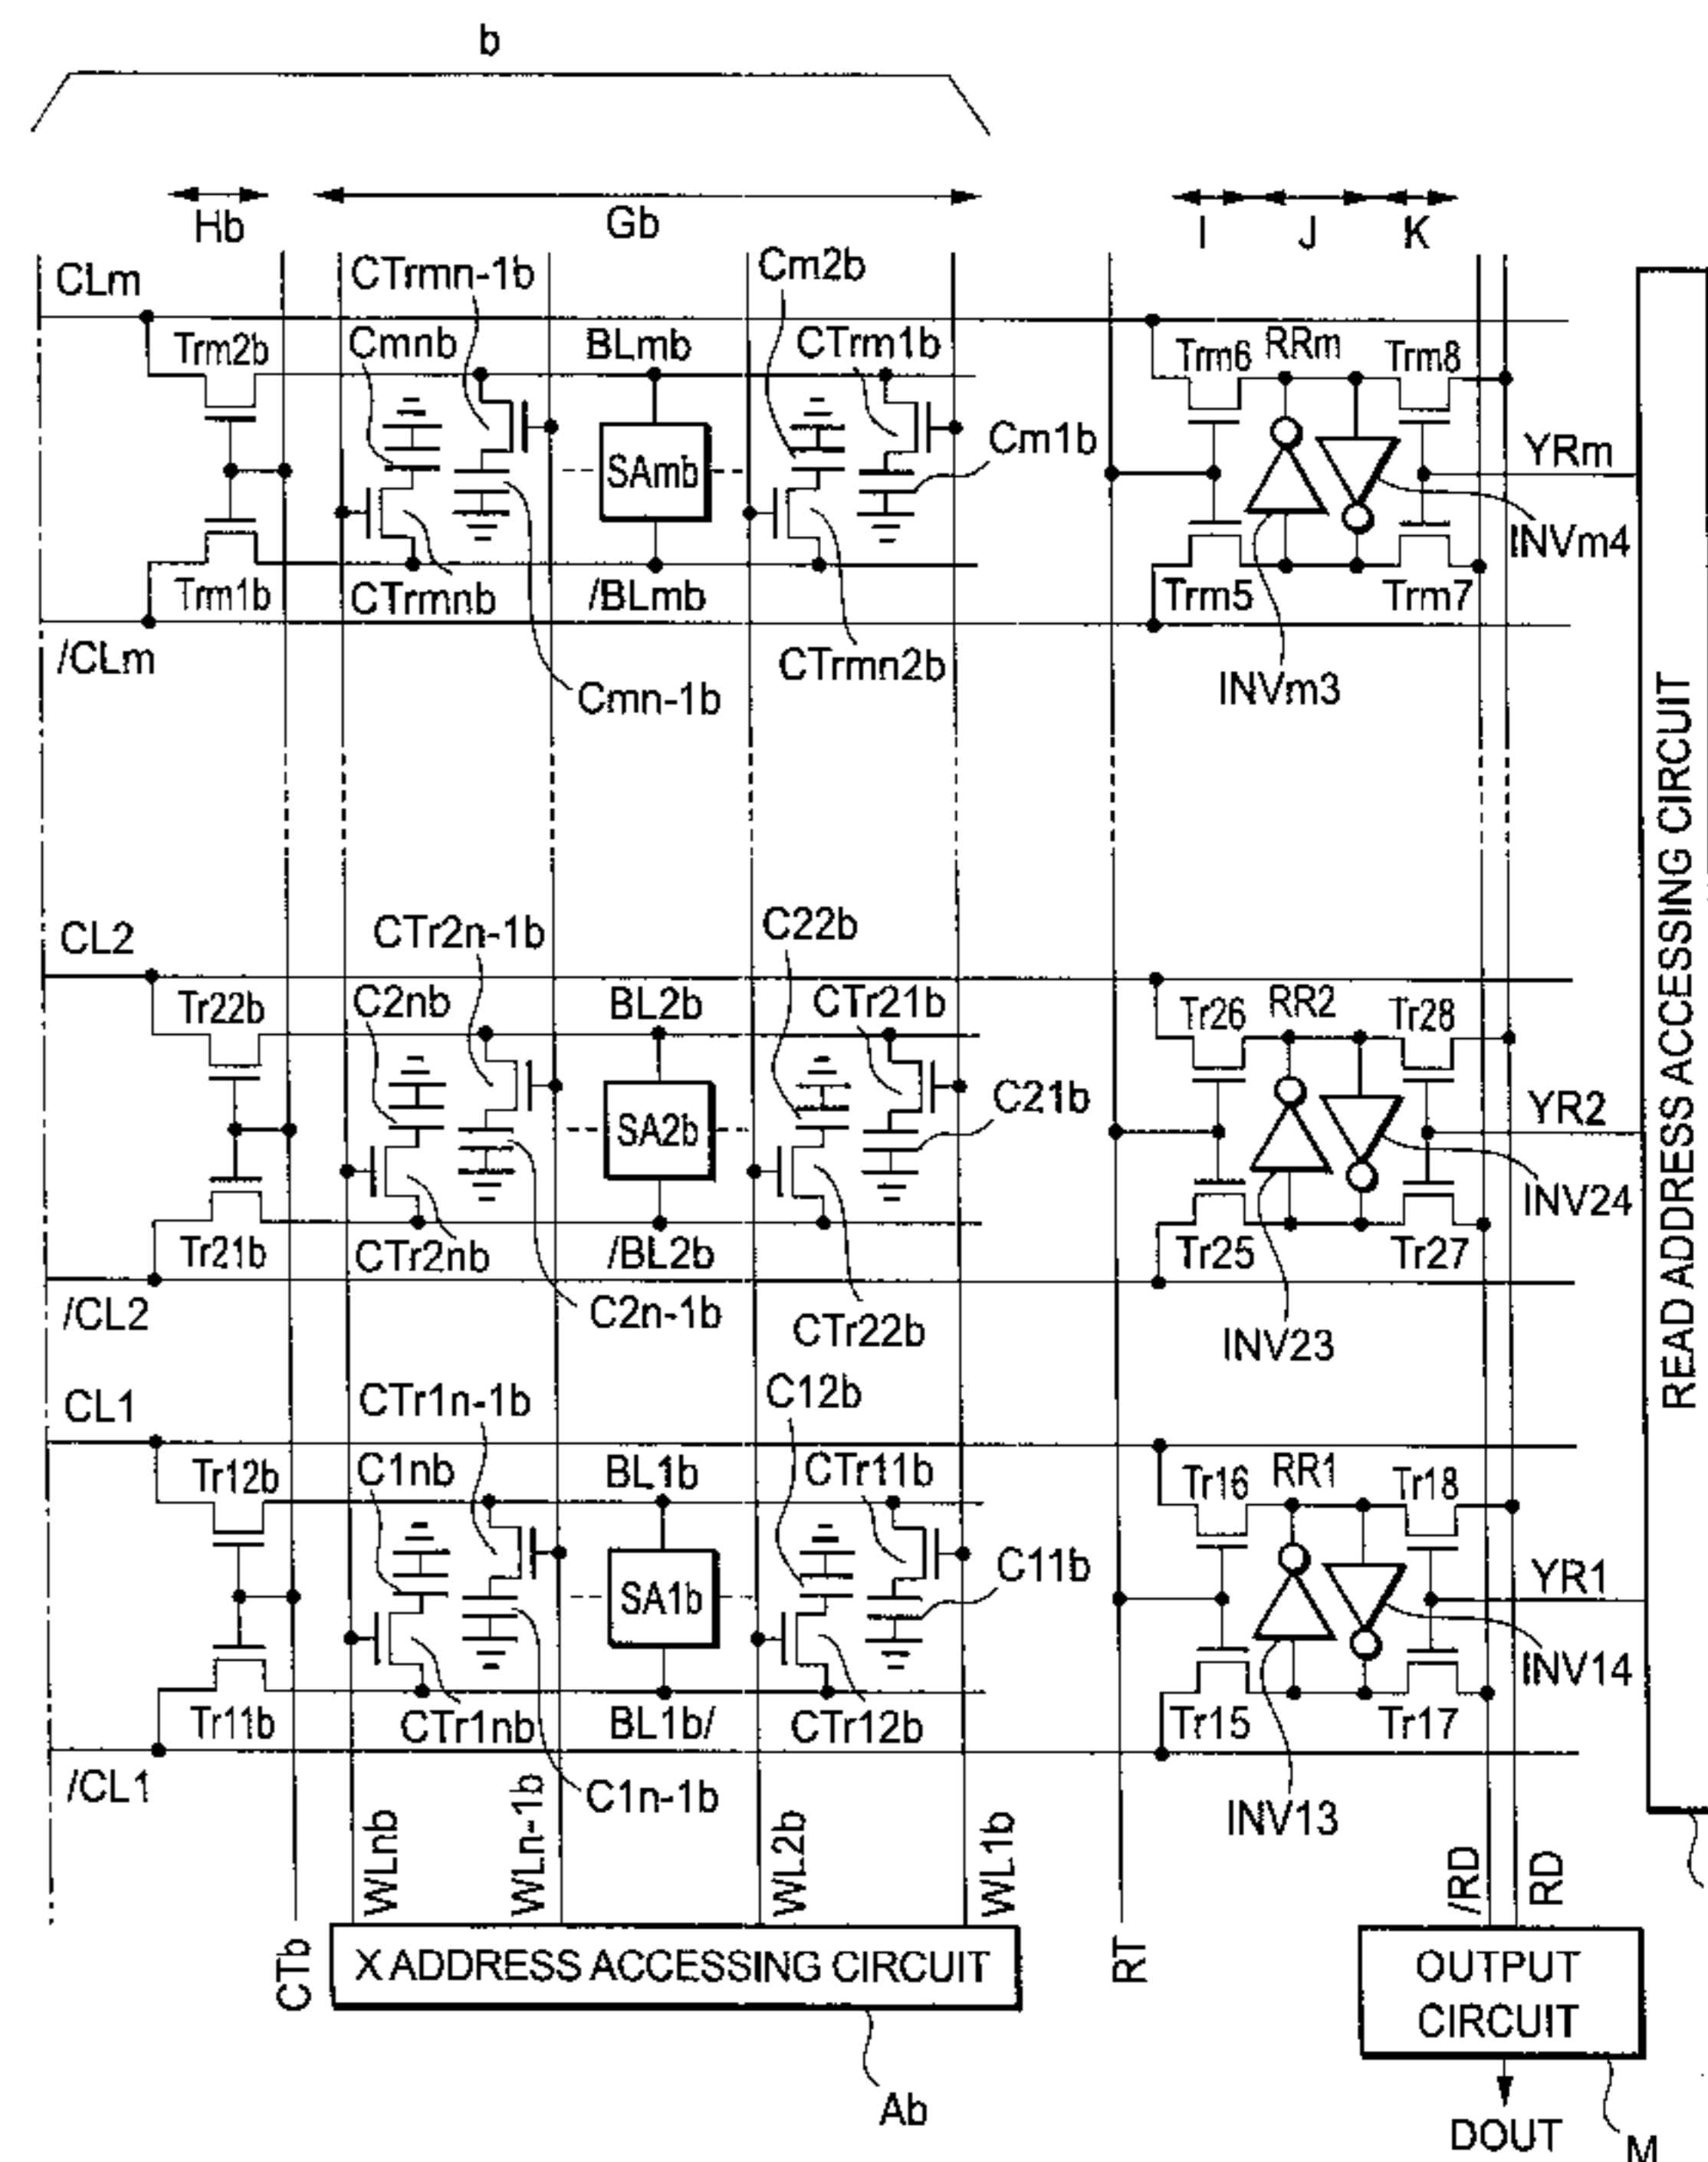 b
Hb
Gb
I
J
K
CLm
CTrmn-1b
Cm2b
Trm2b
Cmnb
BLmb
CTrm1b
Trm6
RRm
Trm8
SAmb
Cm1b
YRm
INVm4
Trm1b
CTrmnb
/BLmb
Trm5
Trm7
/CLm
CTrmn2b
Cmn-1b
INVm3
READ ADDRESS ACCESSING CIRCUIT
CL2
CTr2n-1b
C22b
Tr22b
C2nb
BL2b
CTr21b
Tr26
RR2
Tr28
SA2b
C21b
YR2
INV24
Tr21b
CTr2nb
/BL2b
Tr25
Tr27
/CL2
C2n-1b
CTr22b
INV23
CL1
CTr1n-1b
C12b
Tr12b
C1nb
BL1b
CTr11b
Tr16
RR1
Tr18
SA1b
C11b
YR1
INV14
Tr11b
CTr1nb
BL1b/
CTr12b
Tr15
Tr17
/CL1
C1n-1b
INV13
CTb
WLnb
WLn-1b
WL2b
WL1b
RT
/RD
RD
X ADDRESS ACCESSING CIRCUIT
OUTPUT
CIRCUIT
Ab
DOUT
M